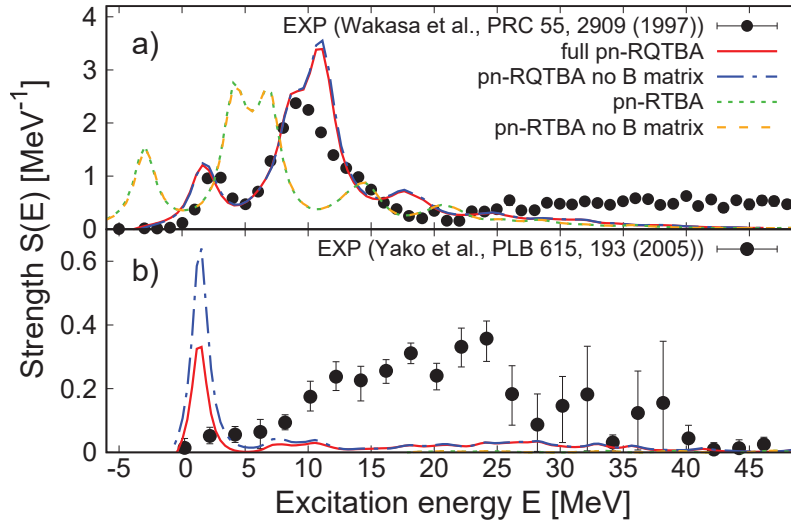 a)
EXP (Wakasa et al., PRC 55, 2909 (1997))
full pn-RQTBA
pn-RQTBA no B matrix
pn-RTBA
pn-RTBA no B matrix
4
3
2
1
0
b)
EXP (Yako et al., PLB 615, 193 (2005))
0.6
0.4
0.2
0
Strength S(E) [MeV⁻¹]
-5 0 5 10 15 20 25 30 35 40 45
Excitation energy E [MeV]